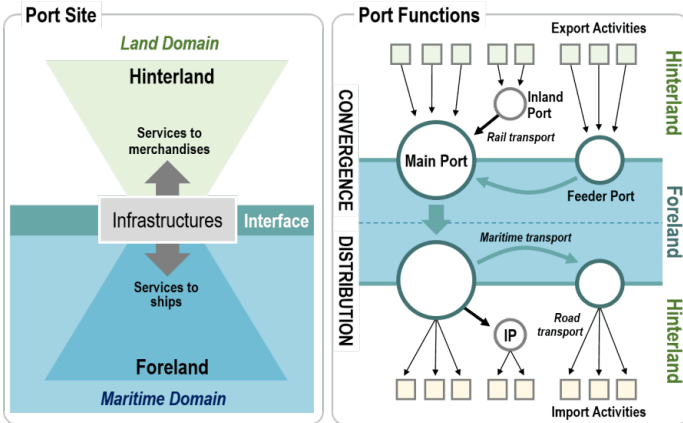 Port Site
Land Domain
Hinterland
Services to
merchandises
Infrastructures
Interface
Services to
ships
Foreland
Maritime Domain
Port Functions
Export Activities
Hinterland
CONVERGENCE
Inland
Port
Rail transport
Main Port
Feeder Port
Foreland
DISTRIBUTION
Maritime transport
Road
transport
IP
Hinterland
Import Activities